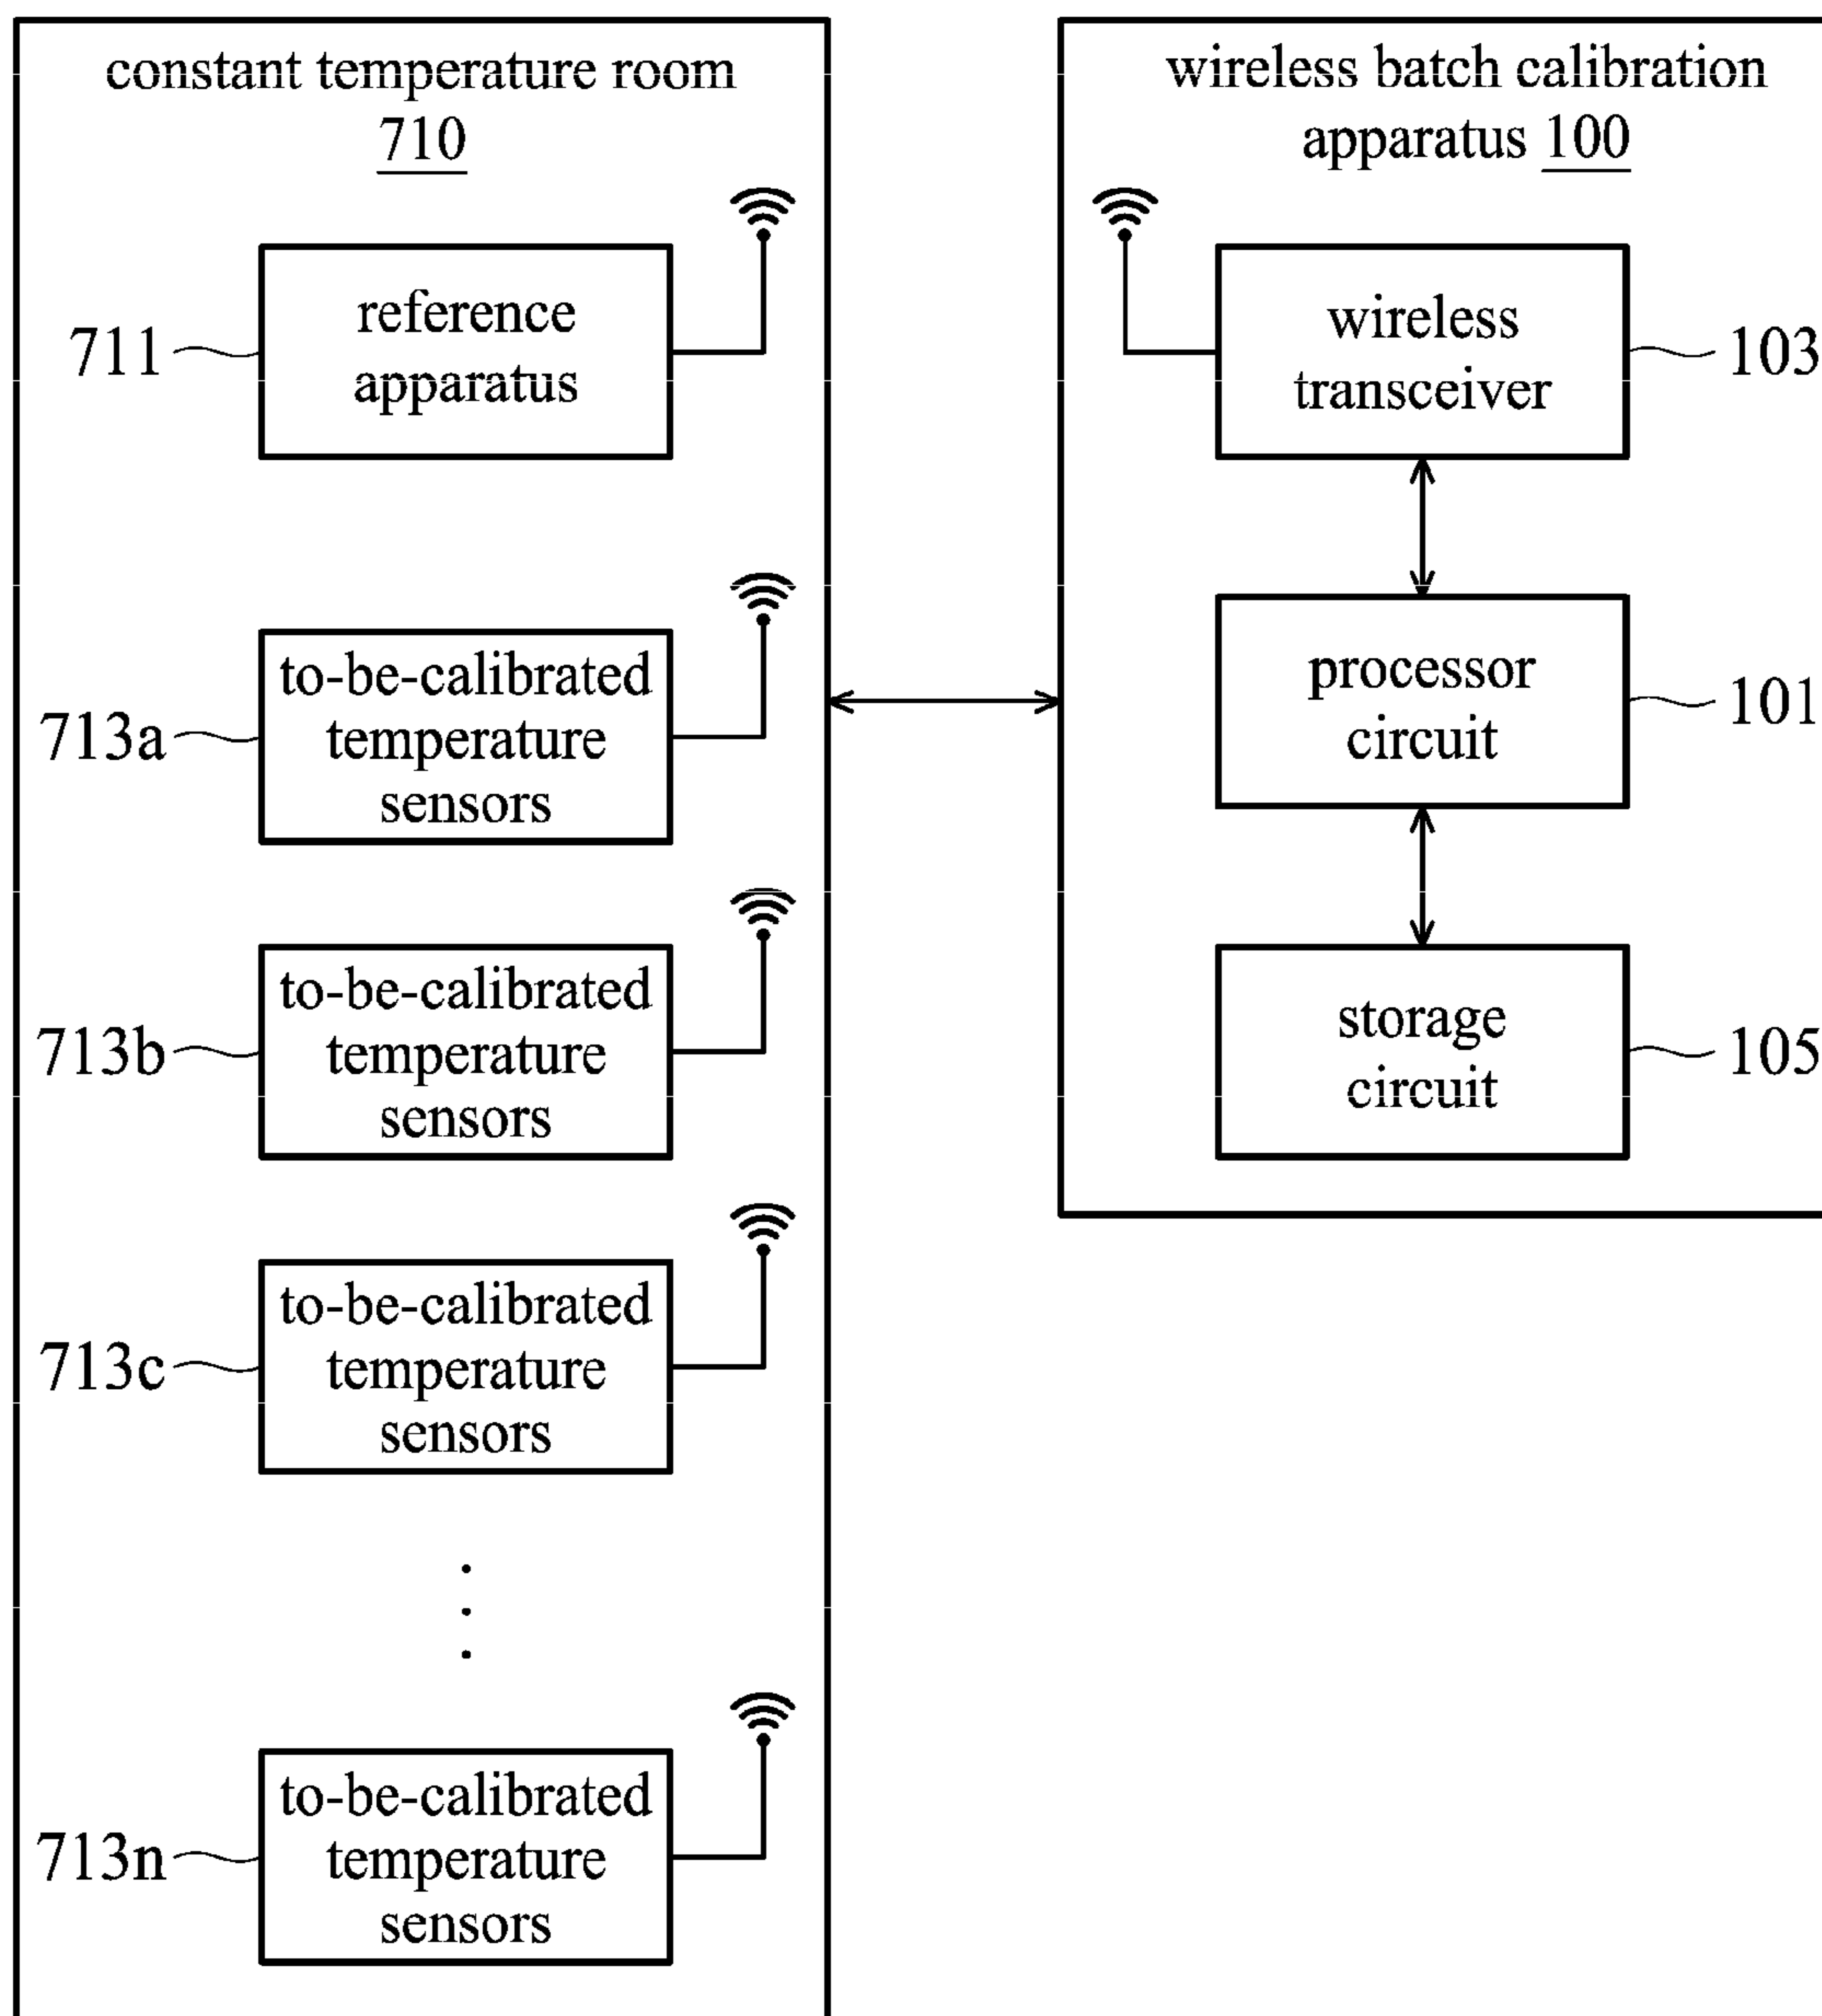 constant temperature room
710
711
reference
apparatus
713a
to-be-calibrated
temperature
sensors
713b
to-be-calibrated
temperature
sensors
713c
to-be-calibrated
temperature
sensors
713n
to-be-calibrated
temperature
sensors
wireless batch calibration
apparatus 100
wireless
transceiver
103
processor
circuit
101
storage
circuit
105